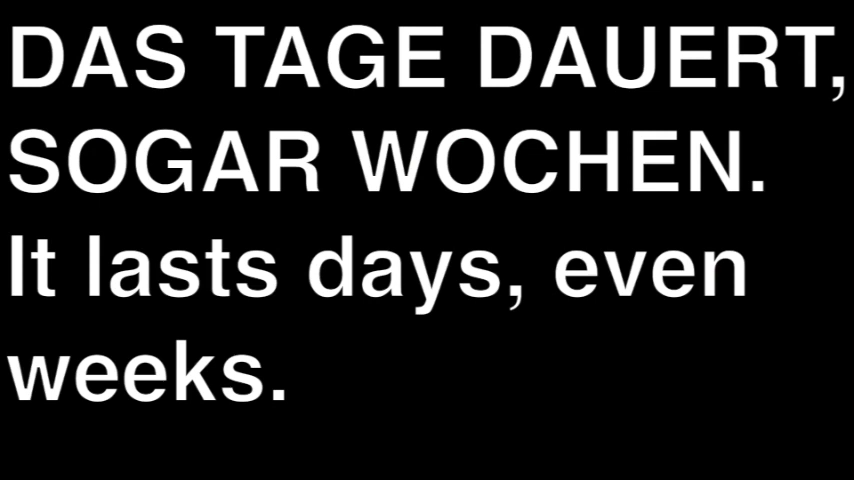 DAS TAGE DAUERT,
SOGAR WOCHEN.
It lasts days, even
weeks.